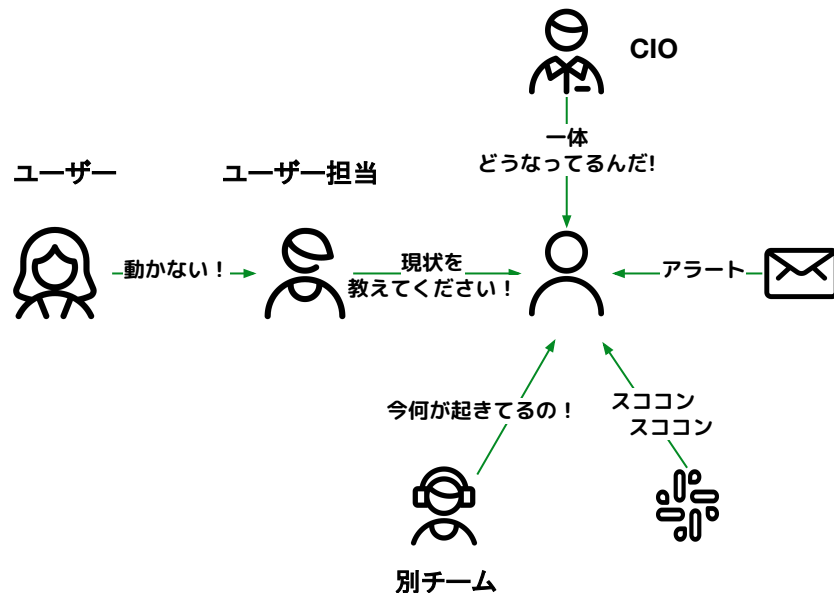 CIO
一体
どうなってるんだ!
ユーザー
ユーザー担当
動かない！
現状を
教えてください！
アラート
今何が起きてるの！
スココン
スココン
別チーム